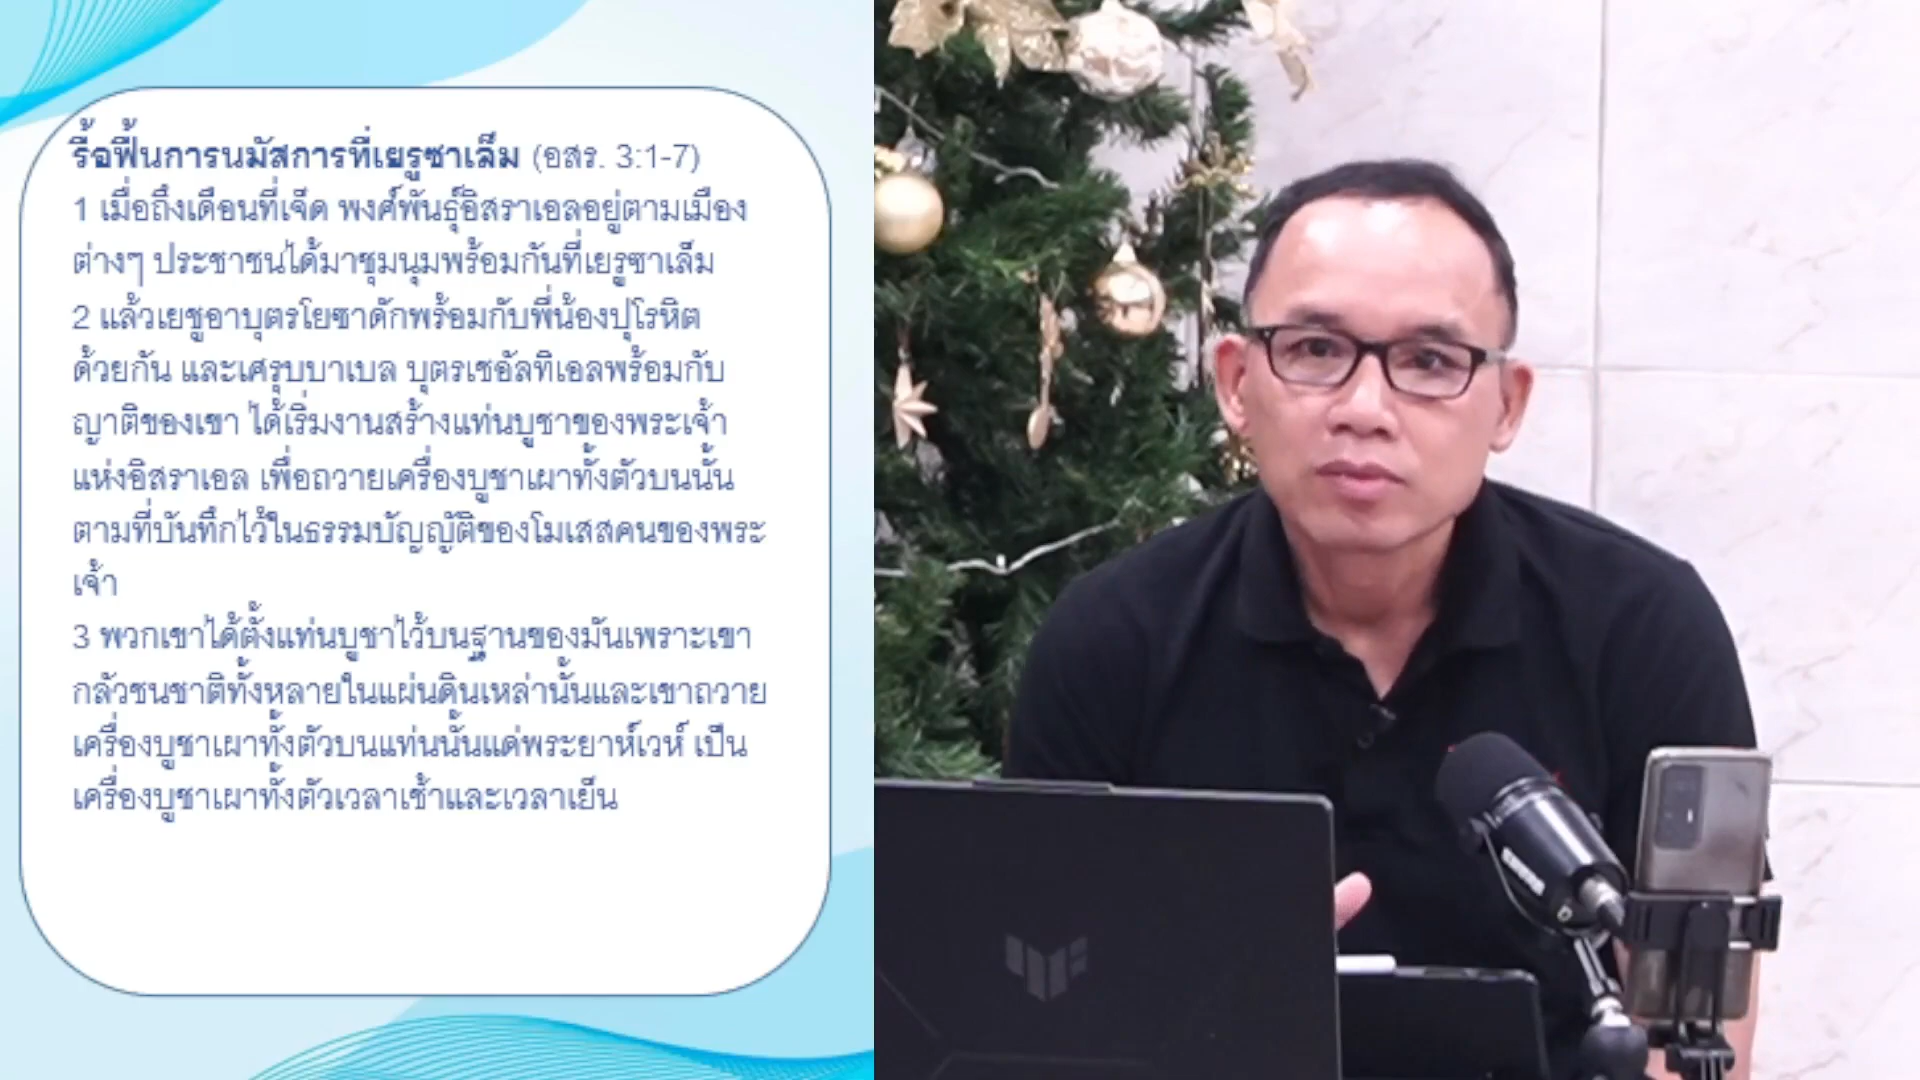 รื้อฟื้นการนมัสการที่เยรูซาเล็ม (อสร. 3:1-7)
1 เมื่อถึงเดือนที่เจ็ด พงศ์พันธุ์อิสราเอลอยู่ตามเมือง
ต่างๆ ประชาชนได้มาชุมนุมพร้อมกันที่เยรูซาเล็ม
2 แล้วเยชูอาบุตรโยซาดักพร้อมกับพี่น้องปุโรหิต
ด้วยกัน และเศรุบบาเบล บุตรเชอัลทิเอลพร้อมกับ
ญาติของเขา ได้เริ่มงานสร้างแท่นบูชาของพระเจ้า
แห่งอิสราเอล เพื่อถวายเครื่องบูชาเผาทั้งตัวบนนั้น
ตามที่บันทึกไว้ในธรรมบัญญัติของโมเสสคนของพระ
เจ้า
3 พวกเขาได้ตั้งแท่นบูชาไว้บนฐานของมันเพราะเขา
กลัวชนชาติทั้งหลายในแผ่นดินเหล่านั้นและเขาถวาย
เครื่องบูชาเผาทั้งตัวบนแท่นนั้นแด่พระยาห์เวห์ เป็น
เครื่องบูชาเผาทั้งตัวเวลาเช้าและเวลาเย็น